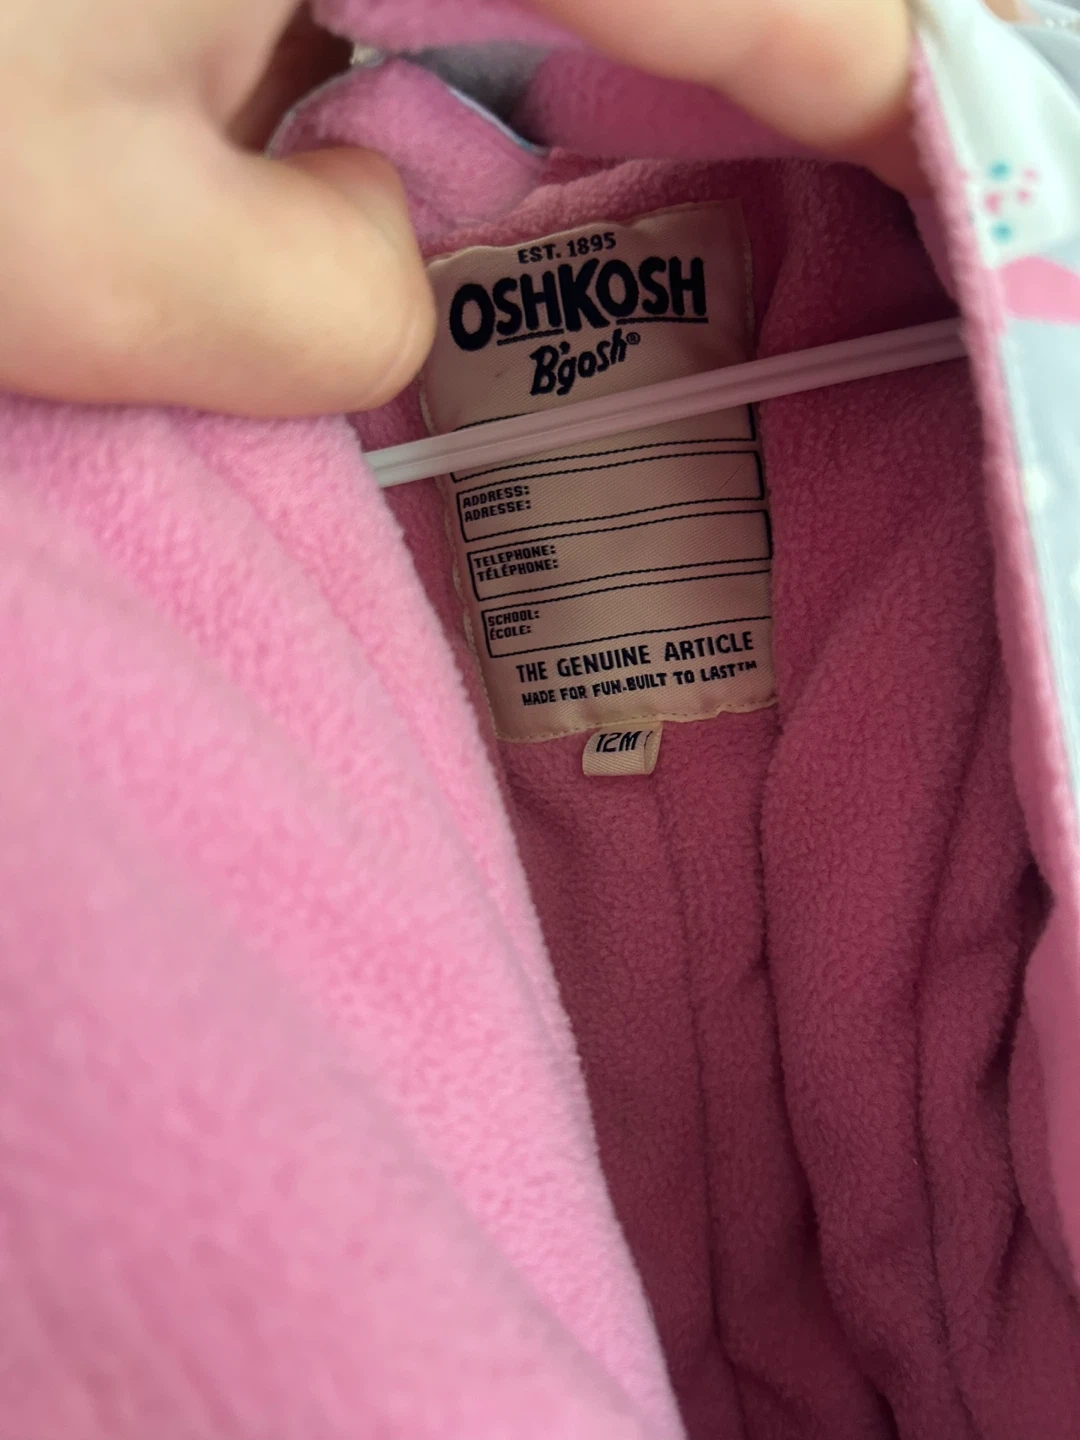 EST. 1895
OSHKOSH
B'gosh®
ADDRESS:
ADRESSE:
TELEPHONE:
TÉLÉPHONE:
SCHOOL:
ÉCOLE:
THE GENUINE ARTICLE
MADE FOR FUN.BUILT TO LAST™
12M